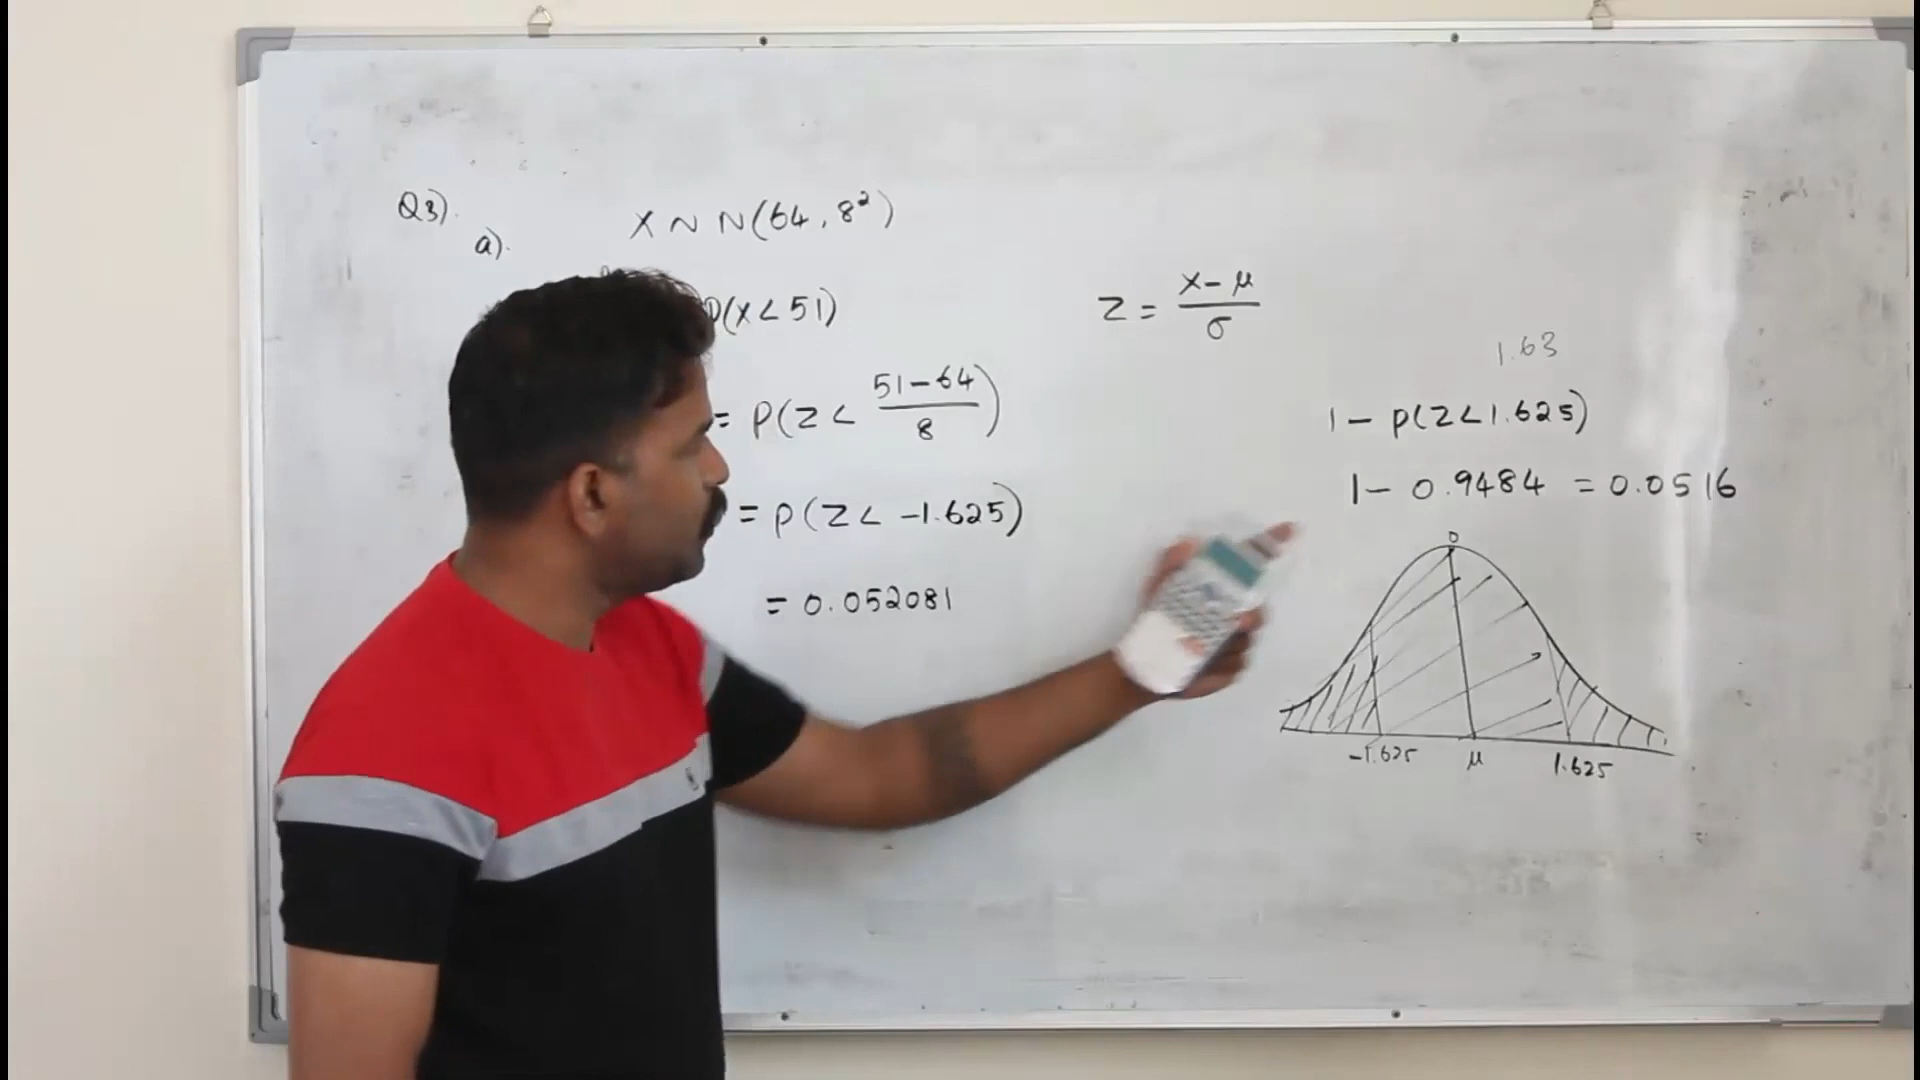 Q3).
a).
X ~ N(64, 8²)
P(X < 51)
= P(Z < (51-64)/8)
= P(Z < -1.625)
= 0.052081
Z = (X-μ)/σ
1.63
1 - P(Z < 1.625)
1 - 0.9484 = 0.0516
0
-1.625 μ 1.625